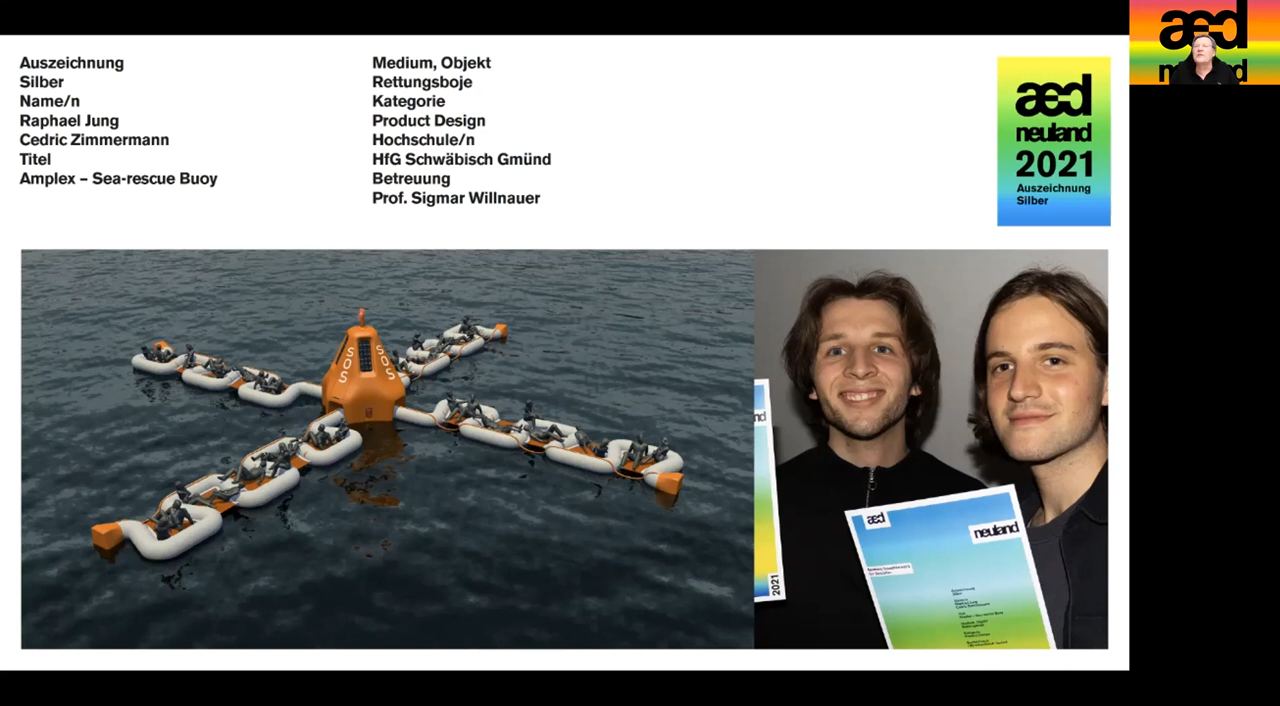 Auszeichnung
Silber
Name/n
Raphael Jung
Cedric Zimmermann
Titel
Amplex – Sea-rescue Buoy
Medium, Objekt
Rettungsboje
Kategorie
Product Design
Hochschule/n
HfG Schwäbisch Gmünd
Betreuung
Prof. Sigmar Willnauer
aed
neuland
2021
Auszeichnung
Silber
aed
SOS
SOS
aed
neuland
2021